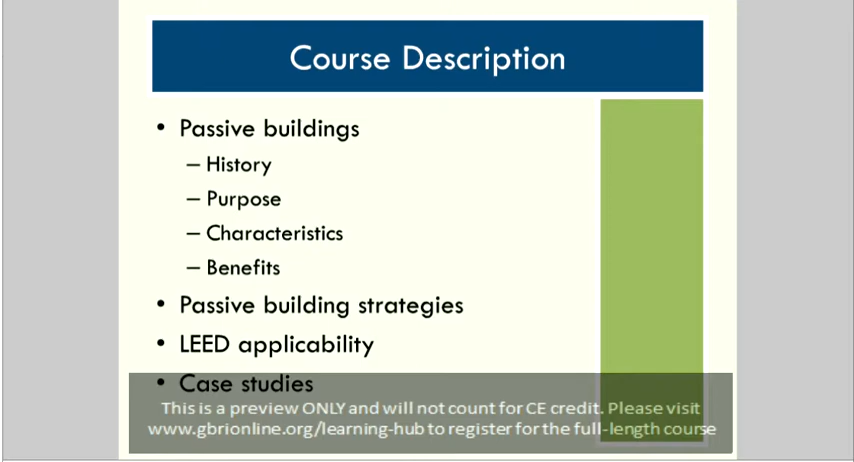 Course Description
• Passive buildings
– History
– Purpose
– Characteristics
– Benefits
• Passive building strategies
• LEED applicability
• Case studies
This is a preview ONLY and will not count for CE credit. Please visit
www.gbrionline.org/learning-hub to register for the full-length course